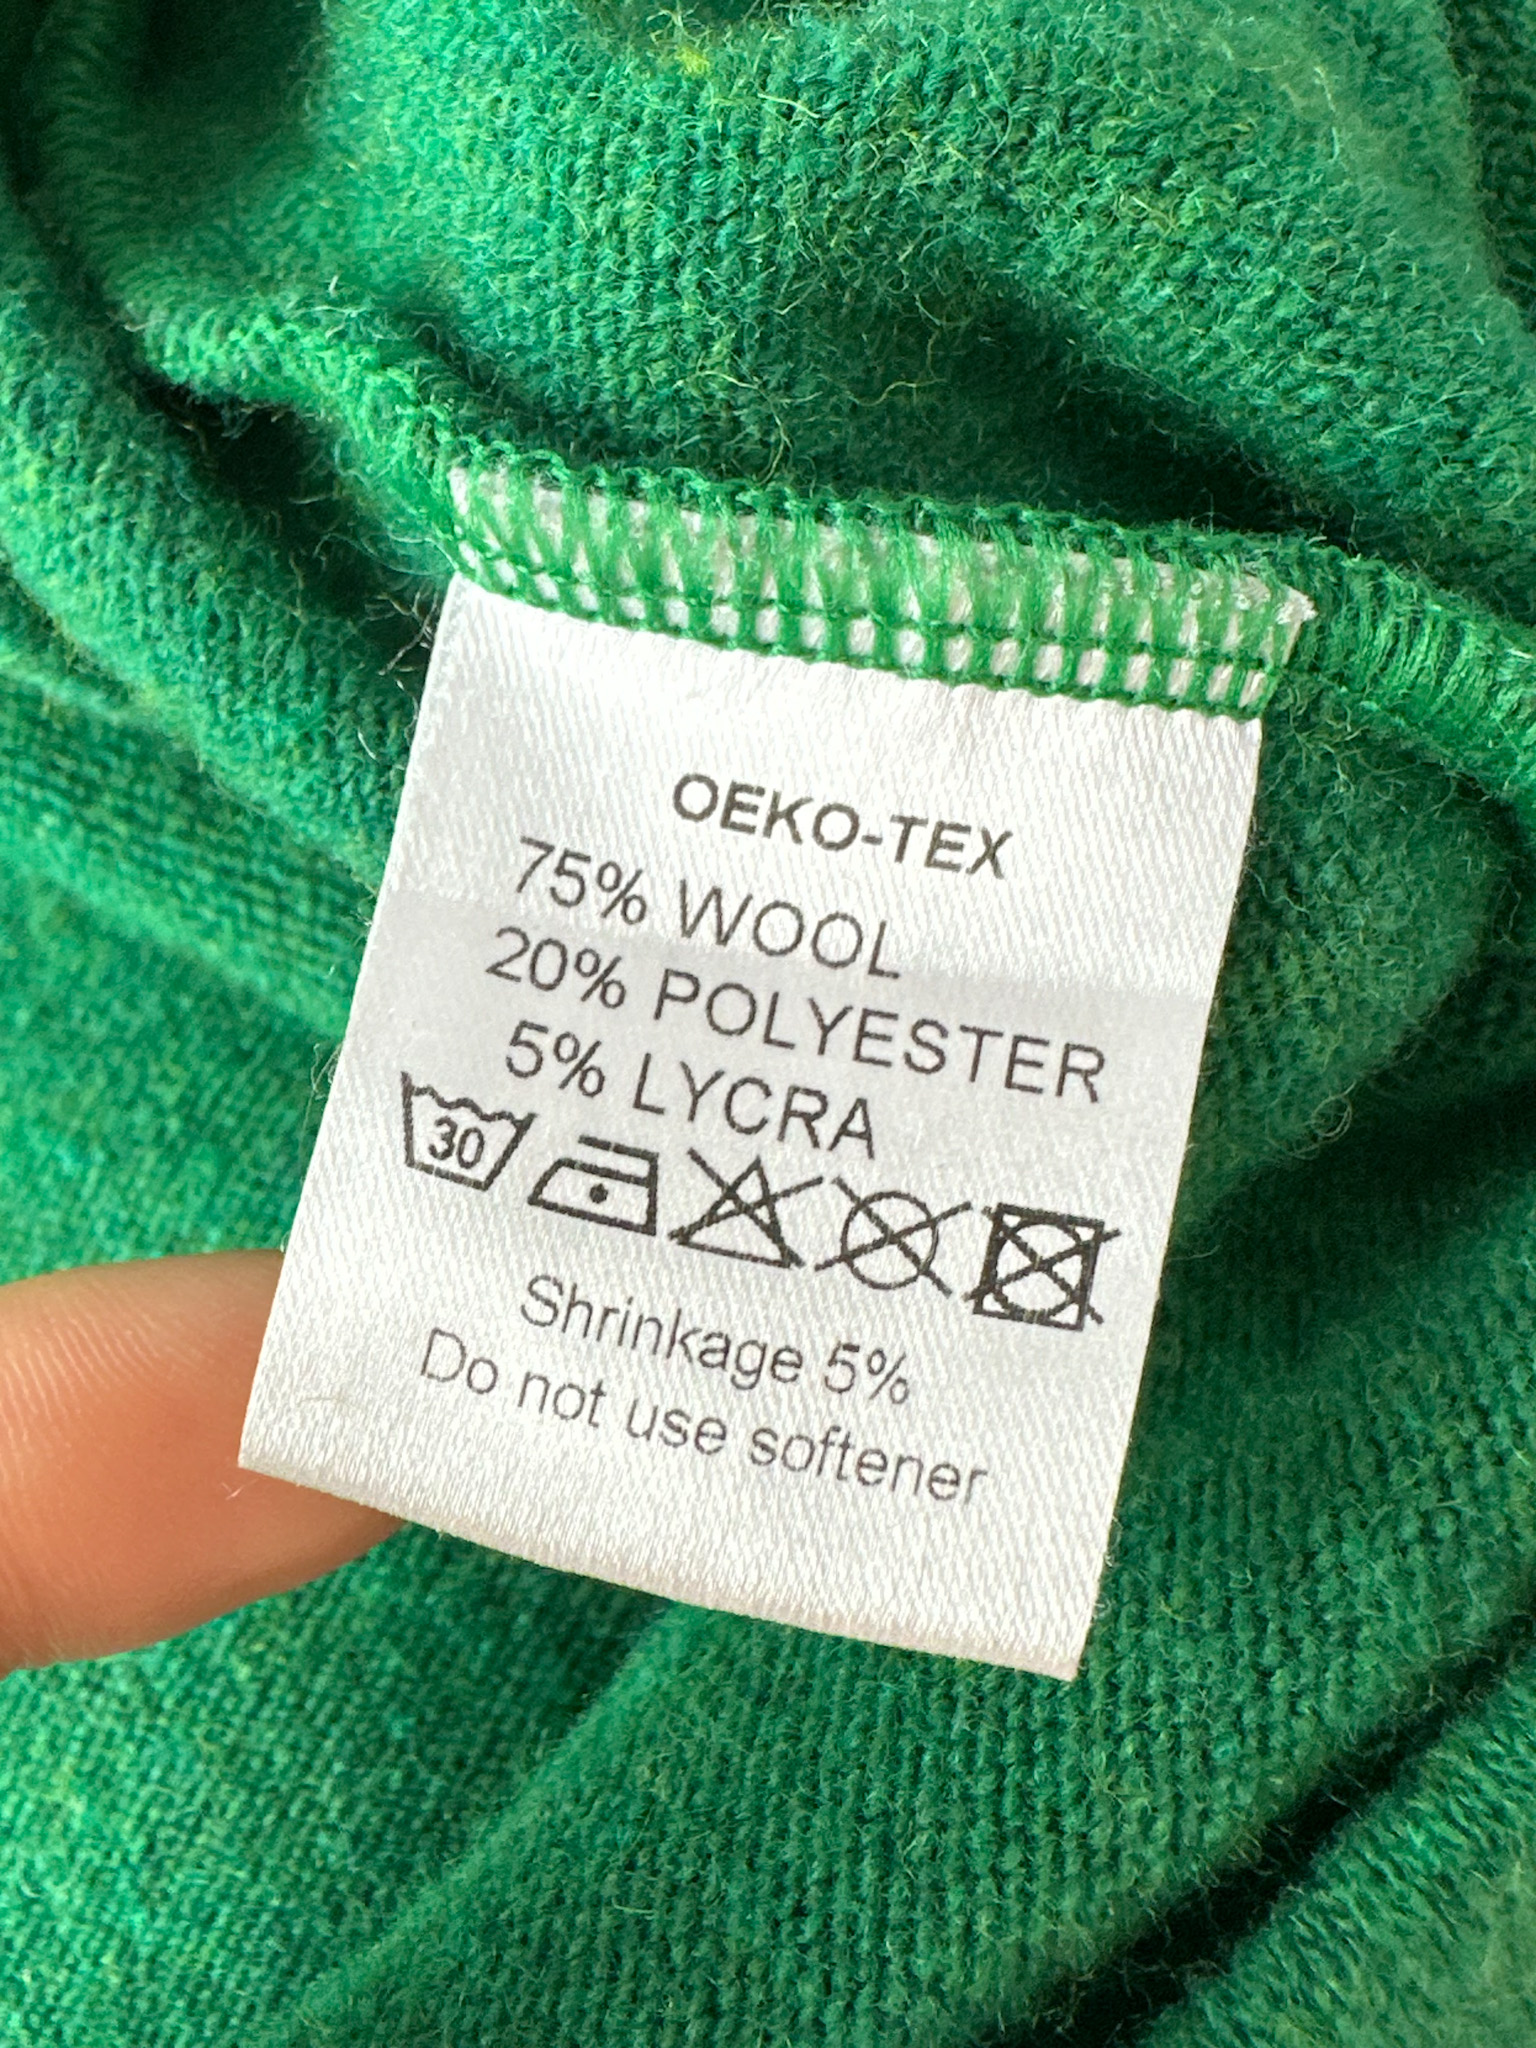 OEKO-TEX
75% WOOL
20% POLYESTER
5% LYCRA
30
Shrinkage 5%
Do not use softener